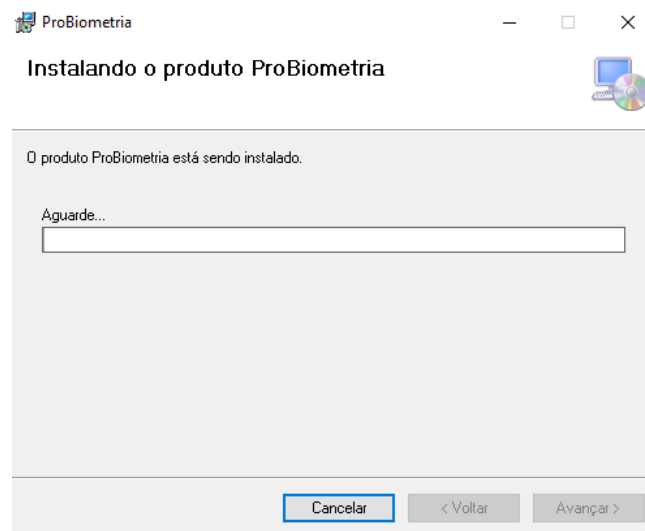 ProBiometria
Instalando o produto ProBiometria
O produto ProBiometria está sendo instalado.
Aguarde...
Cancelar
< Voltar
Avançar >